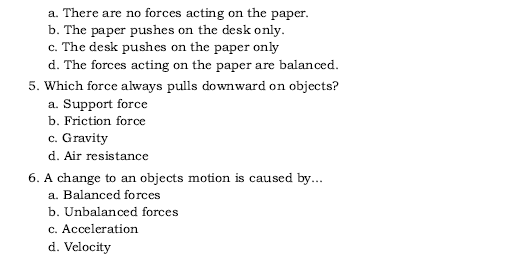 a. There are no forces acting on the paper.
b. The paper pushes on the desk only.
c. The desk pushes on the paper only
d. The forces acting on the paper are balanced.
5. Which force always pulls downward on objects?
a. Support force
b. Friction force
c. Gravity
d. Air resistance
6. A change to an objects motion is caused by...
a. Balanced forces
b. Unbalanced forces
c. Acceleration
d. Velocity